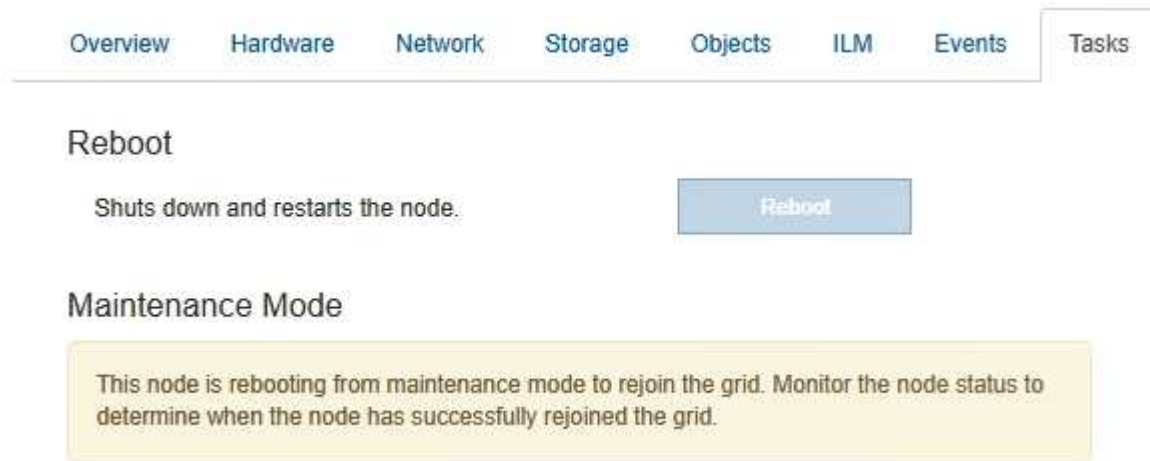 Overview Hardware Network Storage Objects ILM Events Tasks
Reboot
Shuts down and restarts the node. Reboot
Maintenance Mode
This node is rebooting from maintenance mode to rejoin the grid. Monitor the node status to
determine when the node has successfully rejoined the grid.